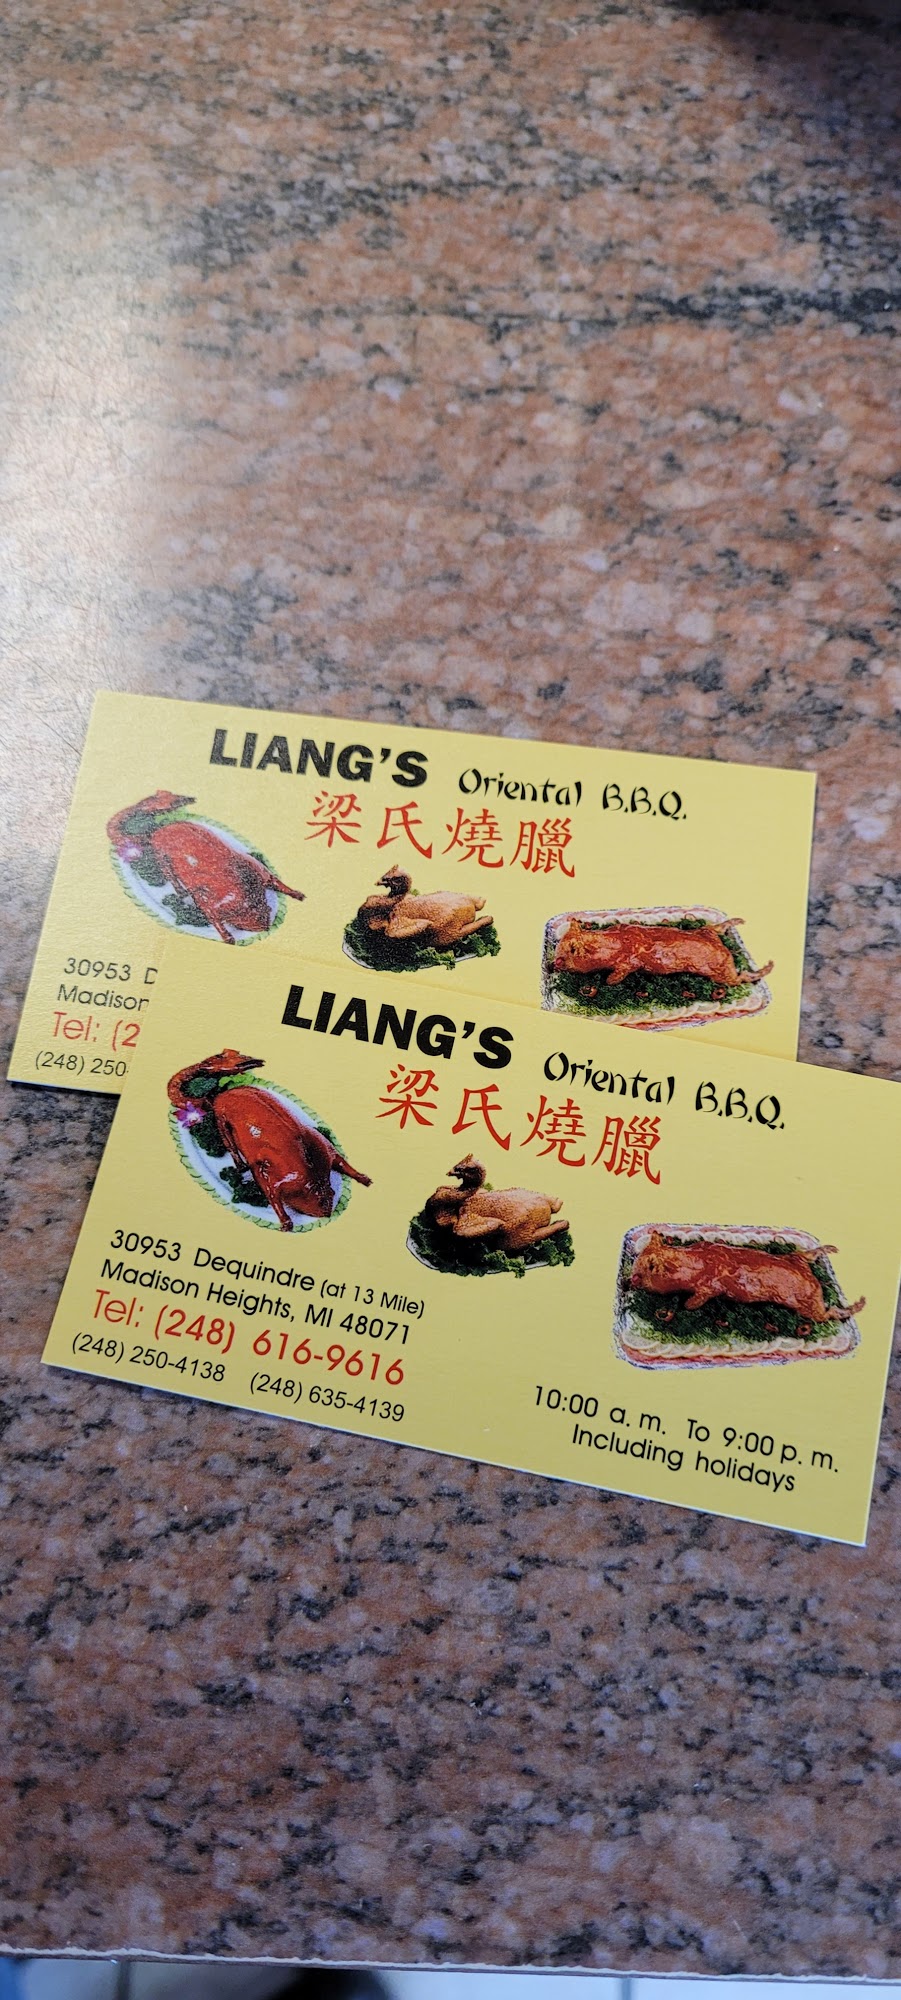 LIANG'S Oriental B.B.Q.
梁氏燒臘
30953 D
Madison
Tel: (2
(248) 250-
LIANG'S Oriental B.B.Q.
梁氏燒臘
30953 Dequindre (at 13 Mile)
Madison Heights, MI 48071
Tel: (248) 616-9616
(248) 250-4138 (248) 635-4139
10:00 a.m. To 9:00 p.m.
Including holidays